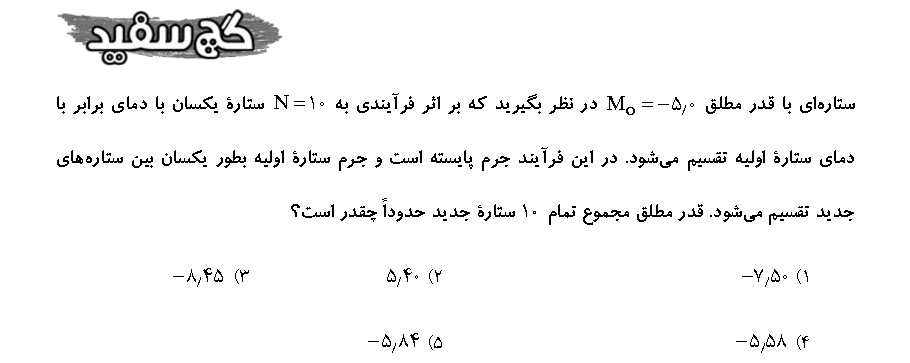 گچ سفید
ستاره‌ای با قدر مطلق M₀ = −۵٫۰ در نظر بگیرید که بر اثر فرآیندی به N = ۱۰ ستارهٔ یکسان با دمای برابر با
دمای ستارهٔ اولیه تقسیم می‌شود. در این فرآیند جرم پایسته است و جرم ستارهٔ اولیه بطور یکسان بین ستاره‌های
جدید تقسیم می‌شود. قدر مطلق مجموع تمام ۱۰ ستارهٔ جدید حدوداً چقدر است؟
۱) −۷٫۵۰ ۲) ۵٫۴۰ ۳) −۸٫۴۵
۴) −۵٫۵۸ ۵) −۵٫۸۴